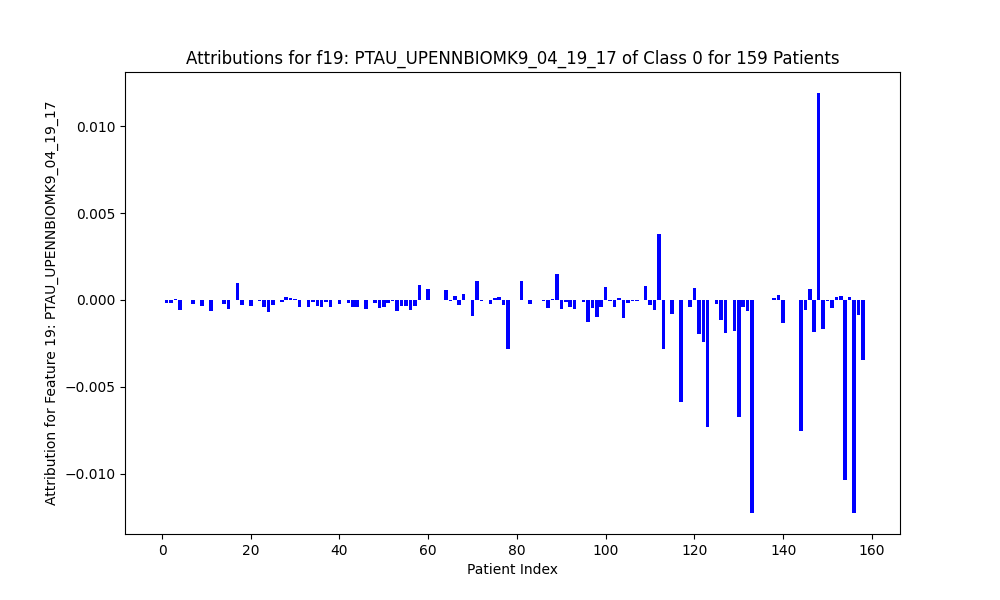 Attributions for f19: PTAU_UPENNBIOMK9_04_19_17 of Class 0 for 159 Patients
Attribution for Feature 19: PTAU_UPENNBIOMK9_04_19_17
0.010
0.005
0.000
−0.005
−0.010
0 20 40 60 80 100 120 140 160
Patient Index